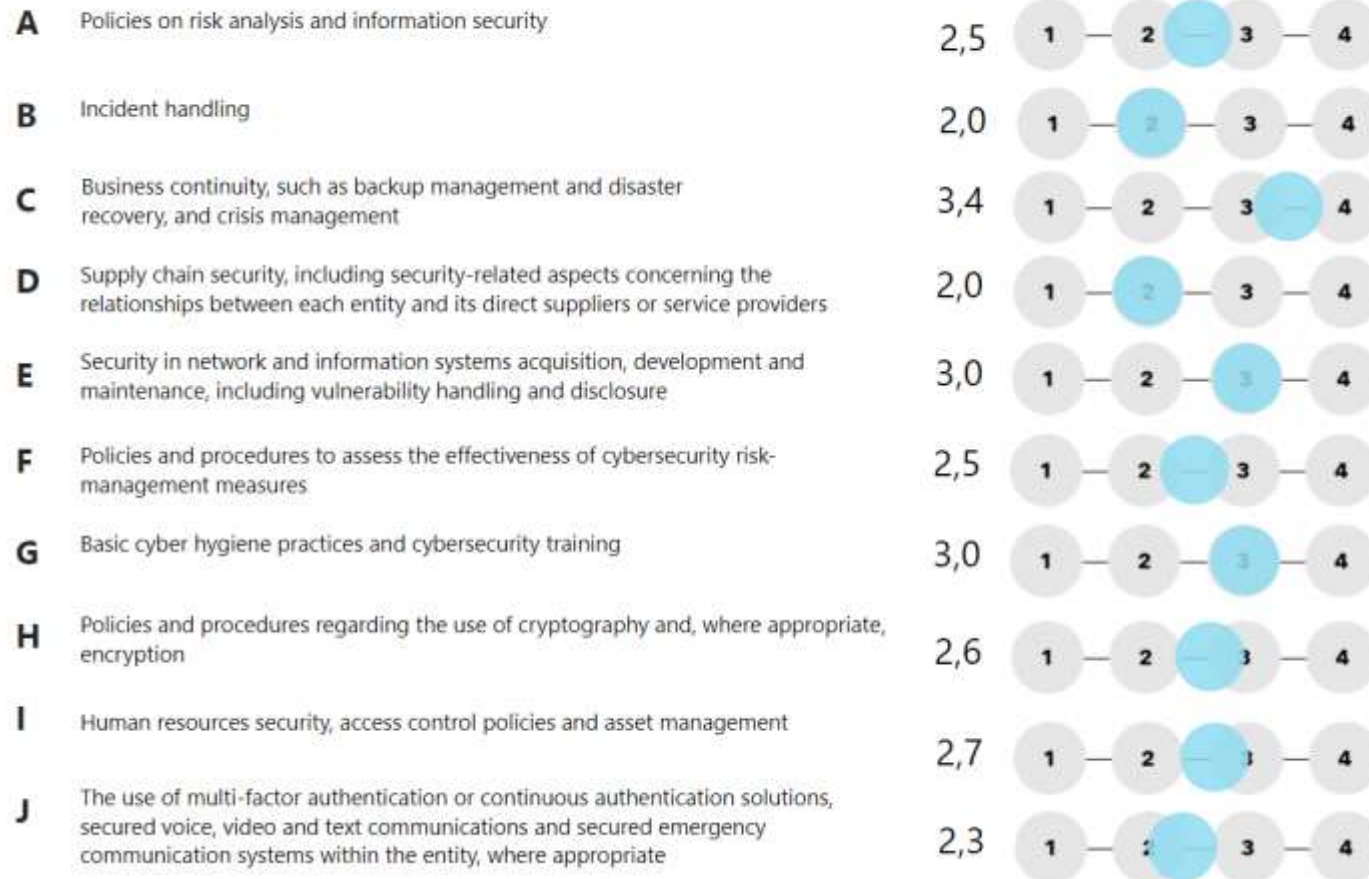 A Policies on risk analysis and information security 2,5 1 2 3 4
B Incident handling 2,0 1 2 3 4
C Business continuity, such as backup management and disaster
recovery, and crisis management 3,4 1 2 3 4
D Supply chain security, including security-related aspects concerning the
relationships between each entity and its direct suppliers or service providers 2,0 1 2 3 4
E Security in network and information systems acquisition, development and
maintenance, including vulnerability handling and disclosure 3,0 1 2 3 4
F Policies and procedures to assess the effectiveness of cybersecurity risk-
management measures 2,5 1 2 3 4
G Basic cyber hygiene practices and cybersecurity training 3,0 1 2 3 4
H Policies and procedures regarding the use of cryptography and, where appropriate,
encryption 2,6 1 2 3 4
I Human resources security, access control policies and asset management 2,7 1 2 3 4
J The use of multi-factor authentication or continuous authentication solutions,
secured voice, video and text communications and secured emergency
communication systems within the entity, where appropriate 2,3 1 2 3 4